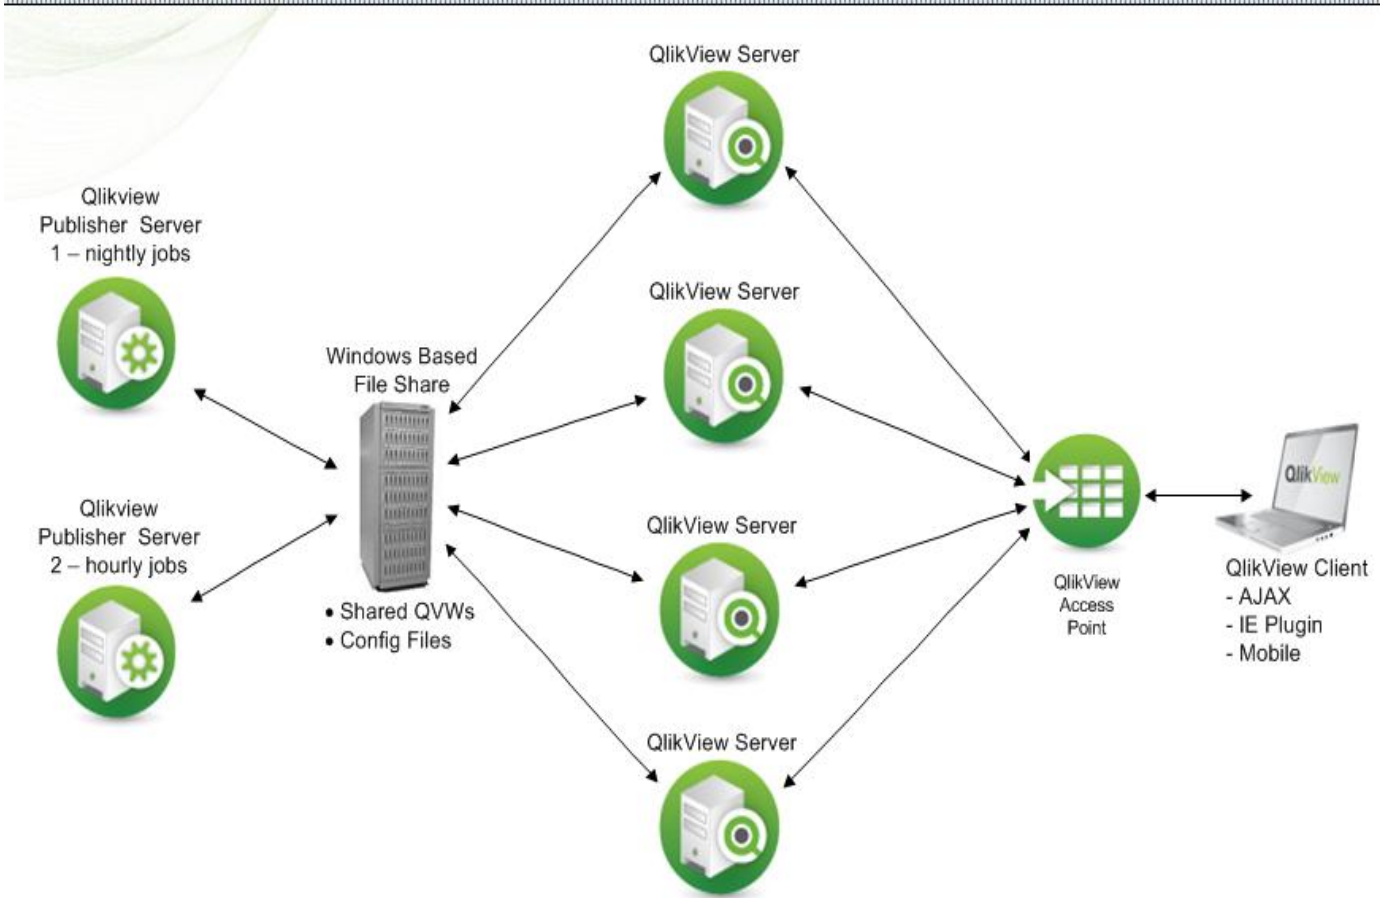 QlikView Server
Qlikview
Publisher  Server
1 – nightly jobs
QlikView Server
Windows Based
File Share
• Shared QVWs
• Config Files
Qlikview
Publisher  Server
2 – hourly jobs
QlikView Server
QlikView Server
QlikView
Access
Point
QlikView
QlikView Client
- AJAX
- IE Plugin
- Mobile